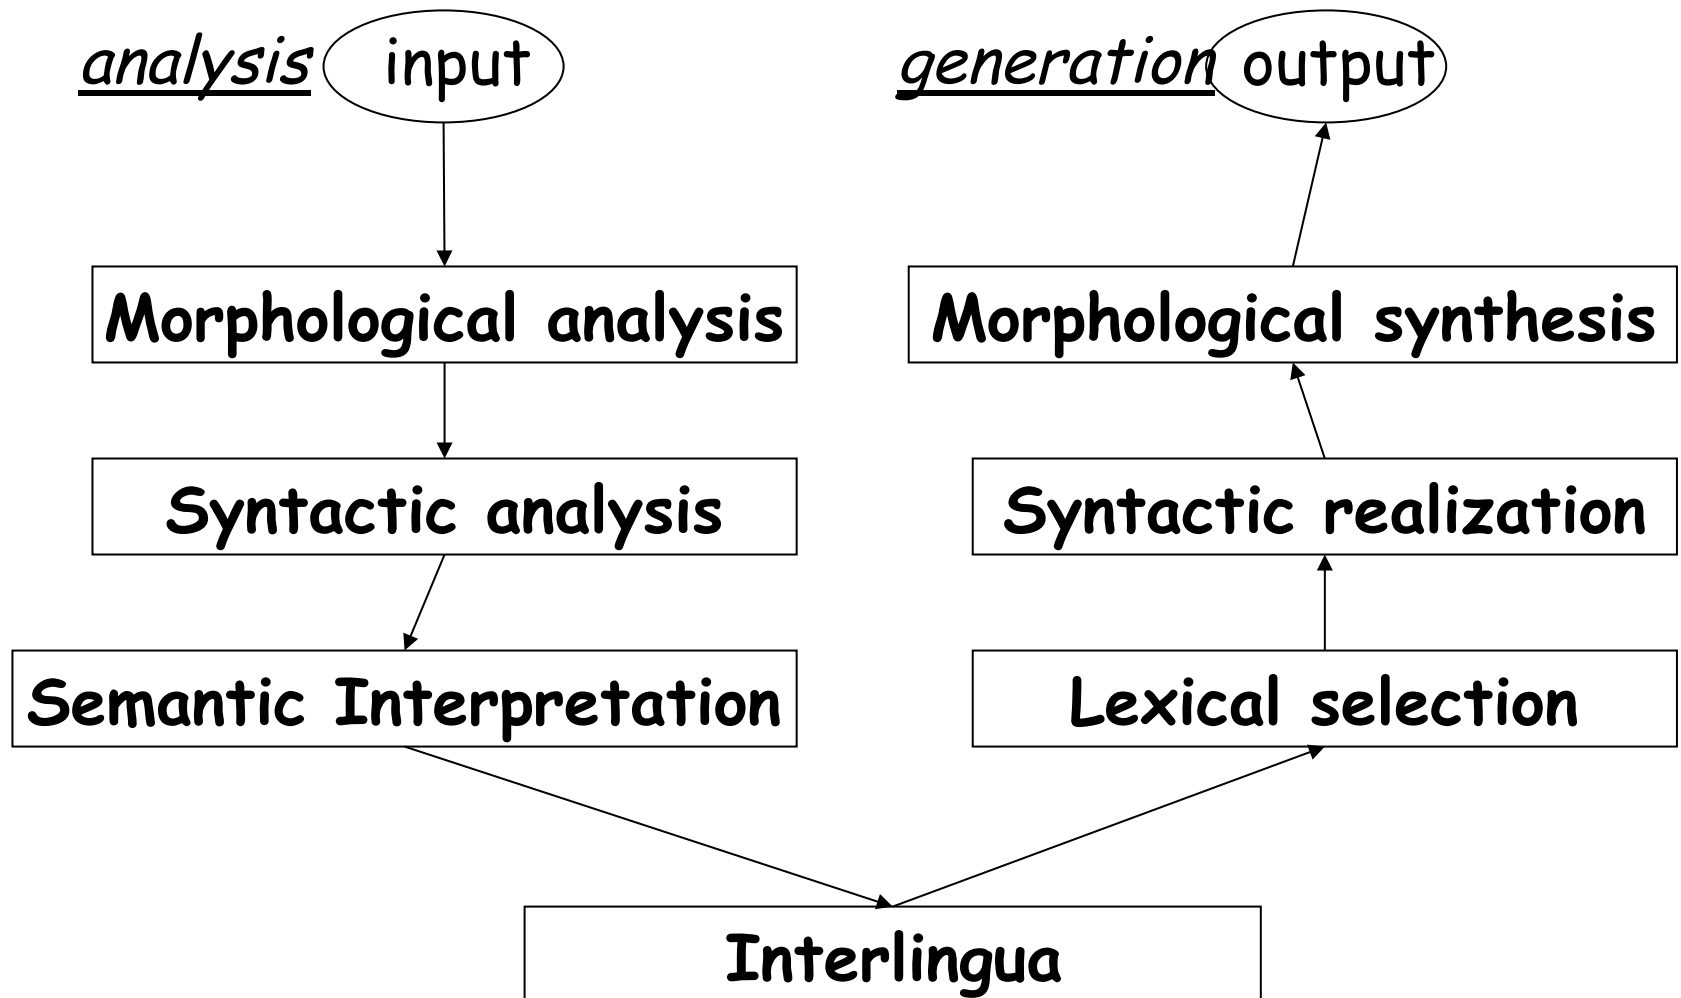 analysis input
generation output
Morphological analysis
Morphological synthesis
Syntactic analysis
Syntactic realization
Semantic Interpretation
Lexical selection
Interlingua